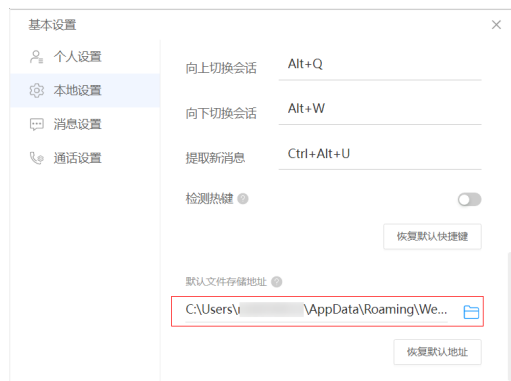 基本设置
个人设置
本地设置
消息设置
通话设置
向上切换会话 Alt+Q
向下切换会话 Alt+W
提取新消息 Ctrl+Alt+U
检测热键
恢复默认快捷键
默认文件存储地址
C:\Users\ \AppData\Roaming\We...
恢复默认地址